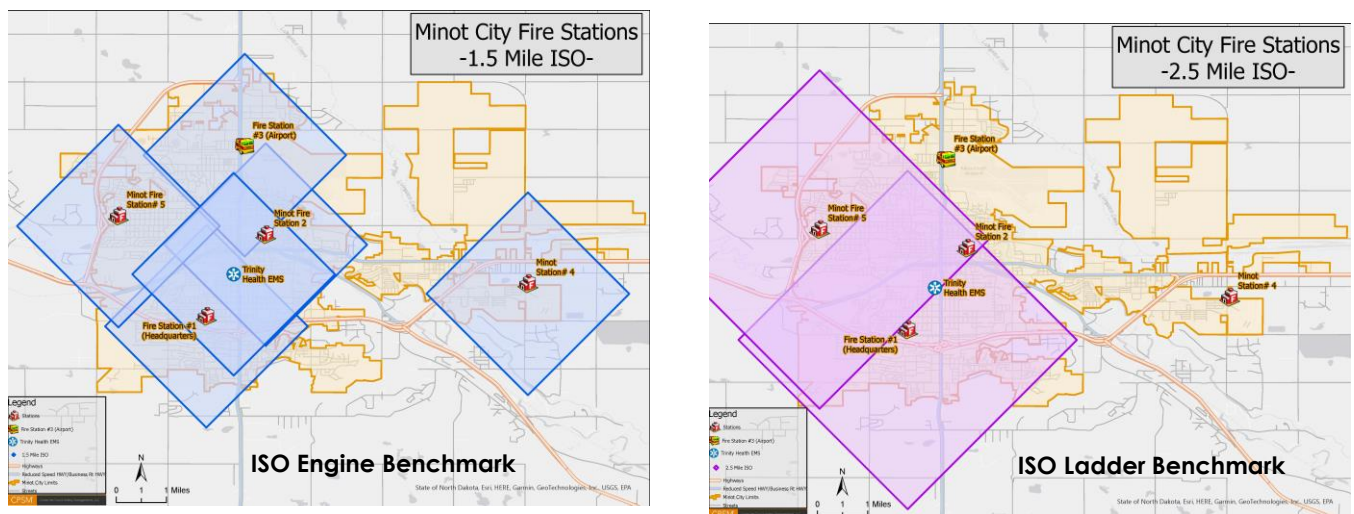 Minot City Fire Stations
-1.5 Mile ISO-
Fire Station
#3 (Airport)
Minot Fire
Station# 5
Minot Fire
Station 2
Trinity
Health EMS
Minot
Station# 4
Fire Station #1
(Headquarters)
Legend
Stations
Fire Station #3 (Airport)
Trinity Health EMS
1.5 Mile ISO
Highways
Minot City Limits
Streets
CPSM
N
0 1 1 Miles
ISO Engine Benchmark
State of North Dakota, Esri, HERE, Garmin, GeoTechnologies, Inc., USGS, EPA
Minot City Fire Stations
-2.5 Mile ISO-
Fire Station
#3 (Airport)
Minot Fire
Station# 5
Minot Fire
Station 2
Trinity
Health EMS
Minot
Station# 4
Fire Station #1
(Headquarters)
Legend
Stations
Fire Station #3 (Airport)
Trinity Health EMS
2.5 Mile ISO
Highways
Minot City Limits
Streets
CPSM
N
0 1 1 Miles
ISO Ladder Benchmark
State of North Dakota, Esri, HERE, Garmin, GeoTechnologies, Inc., USGS, EPA